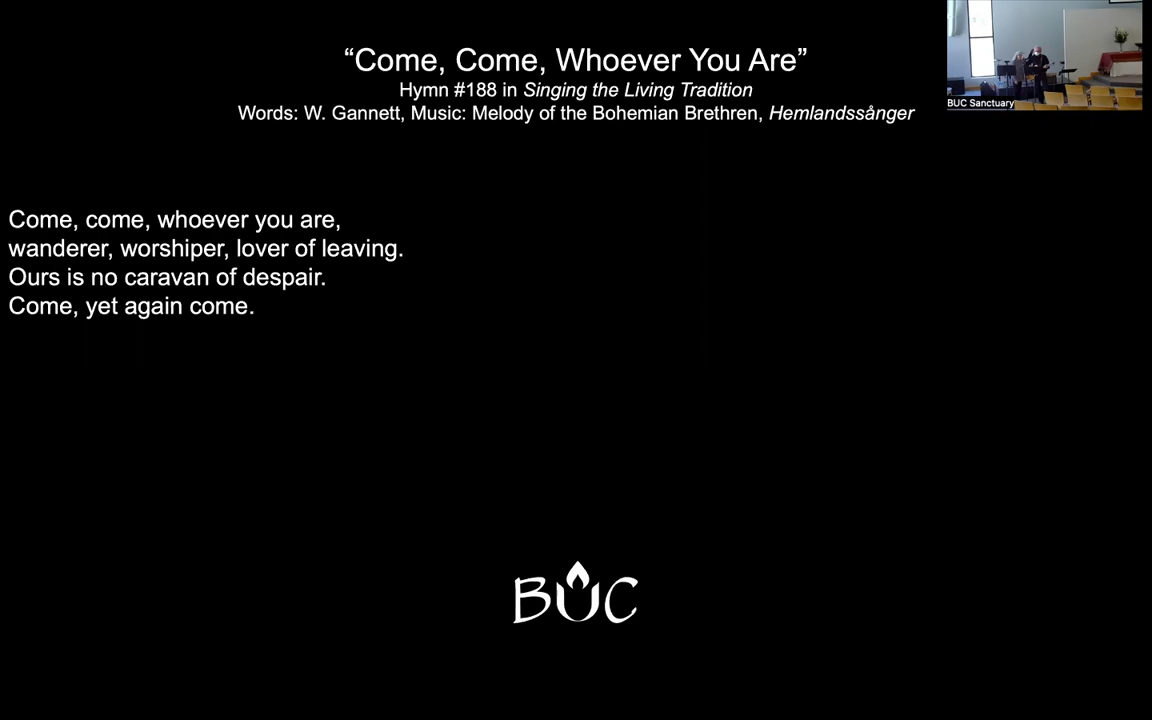 “Come, Come, Whoever You Are”
Hymn #188 in Singing the Living Tradition
Words: W. Gannett, Music: Melody of the Bohemian Brethren, Hemlandssånger
BUC Sanctuary
Come, come, whoever you are,
wanderer, worshiper, lover of leaving.
Ours is no caravan of despair.
Come, yet again come.
BUC